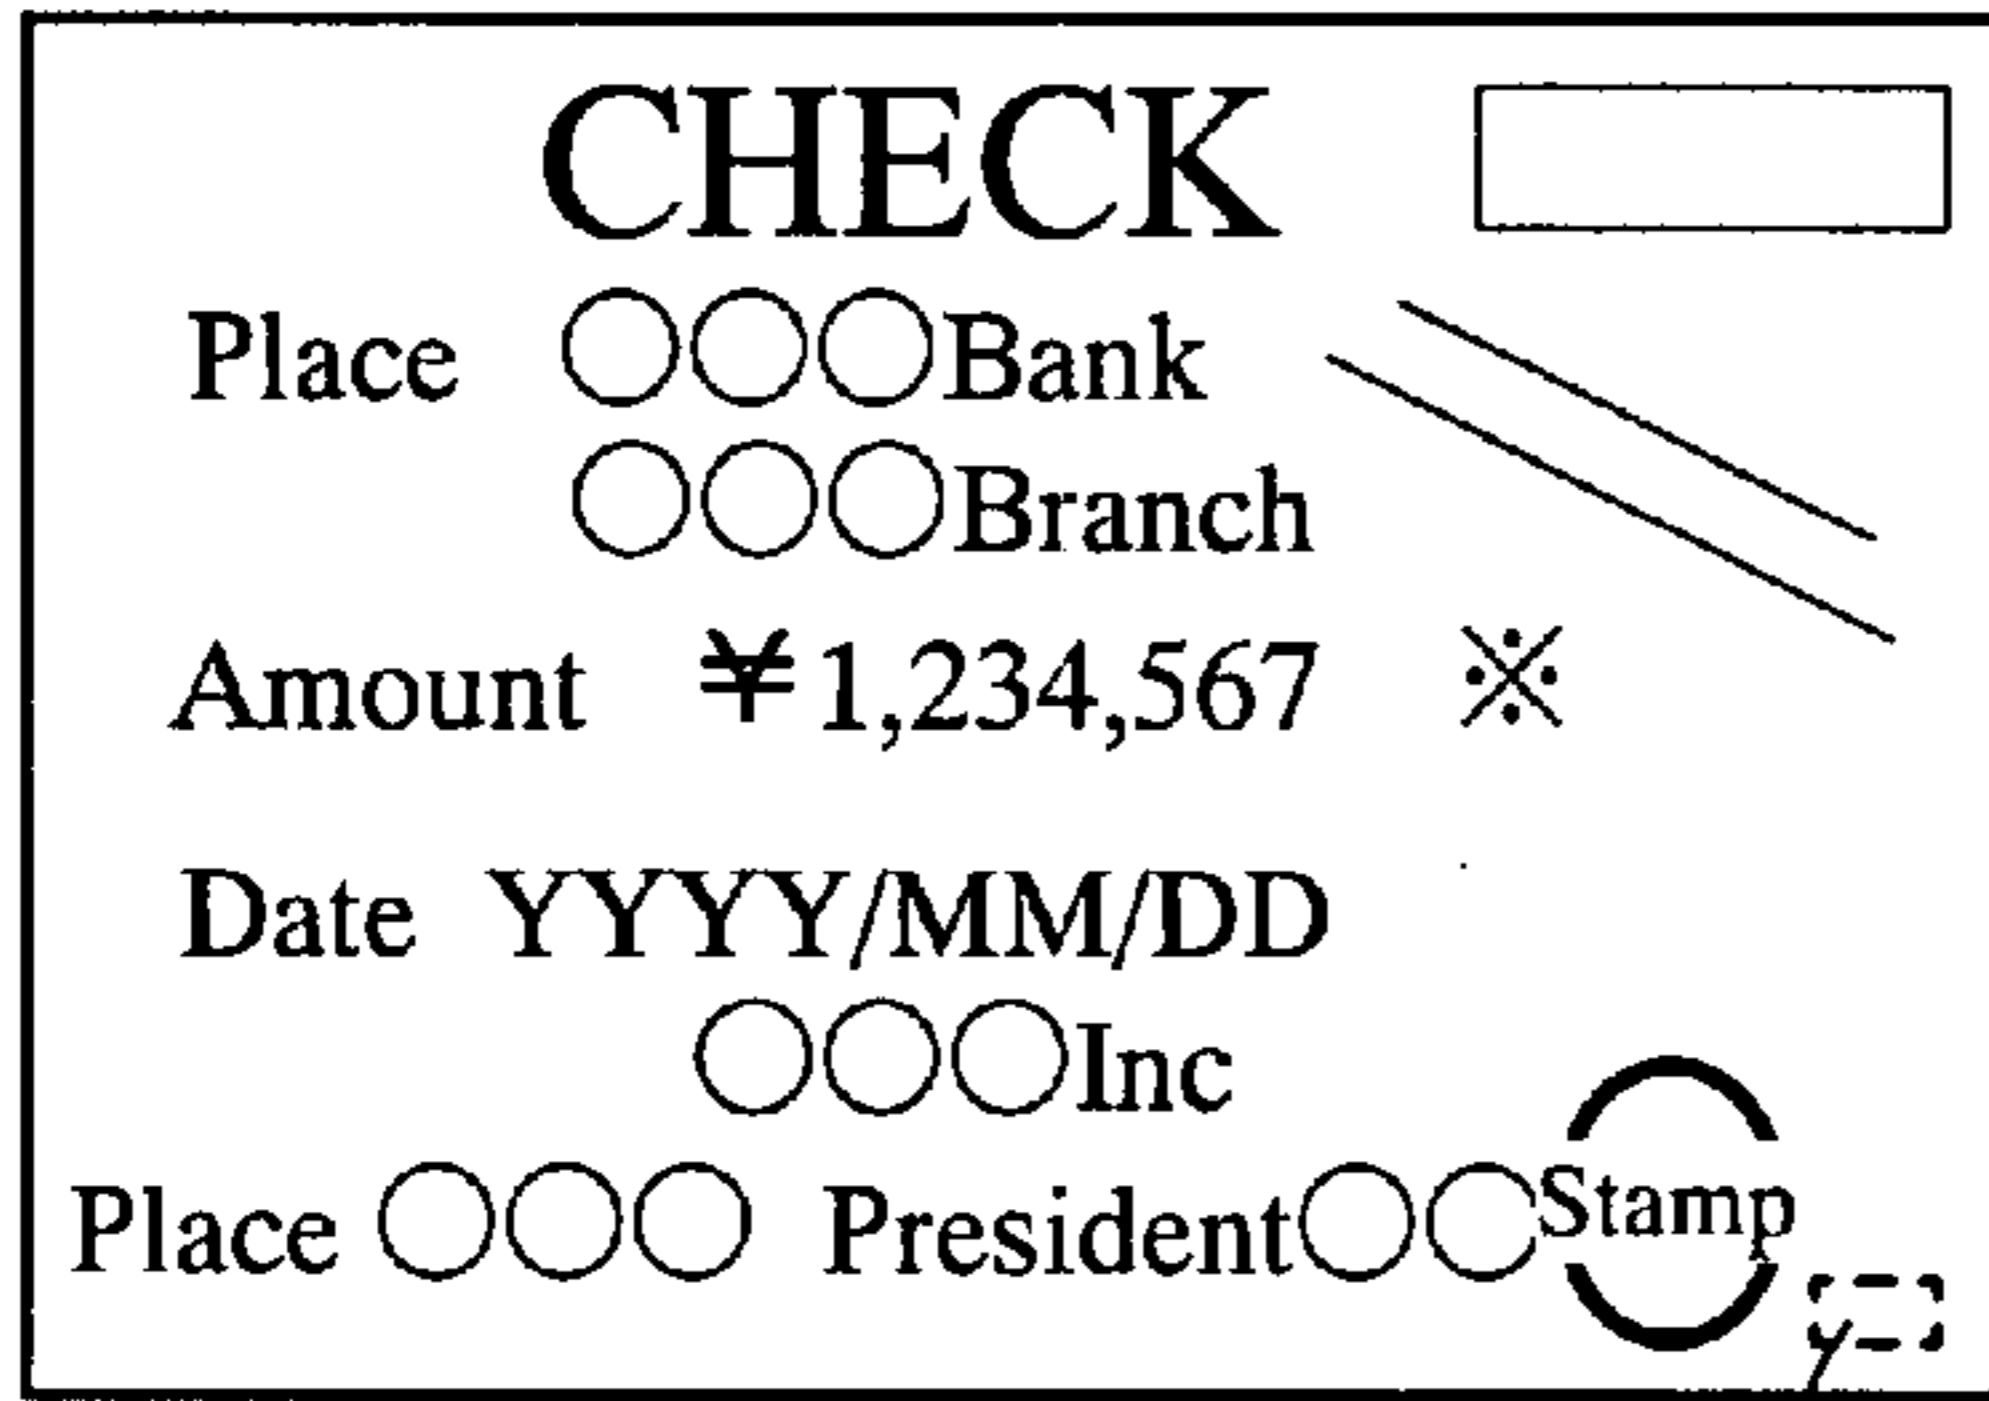 CHECK
Place ○○○Bank
○○○Branch
Amount ¥1,234,567 ※
Date YYYY/MM/DD
○○○Inc
Place ○○○ President○○Stamp